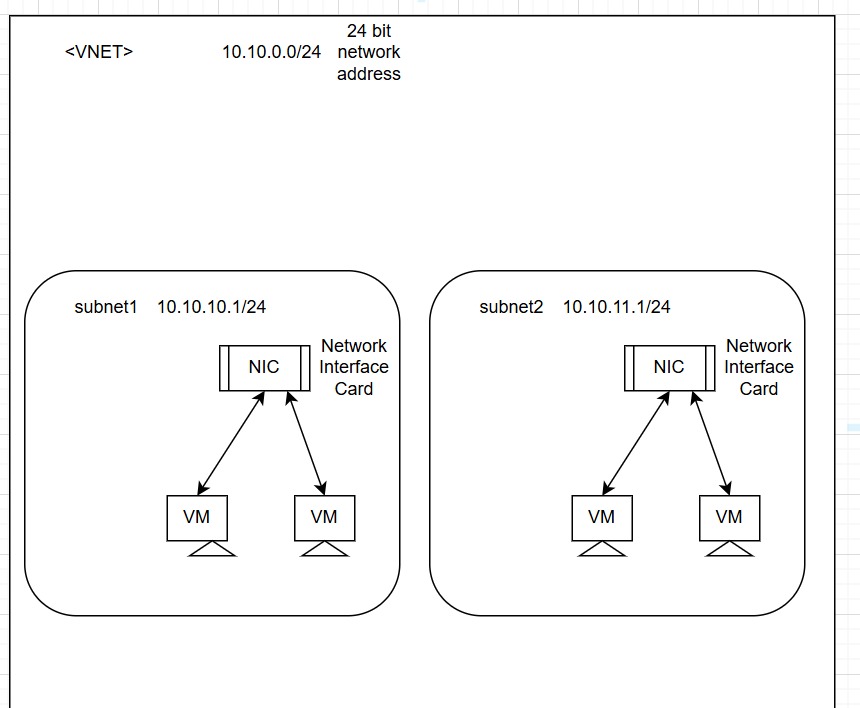 24 bit
<VNET> 10.10.0.0/24 network
address
subnet1 10.10.10.1/24
Network
NIC Interface
Card
VM VM
subnet2 10.10.11.1/24
Network
NIC Interface
Card
VM VM